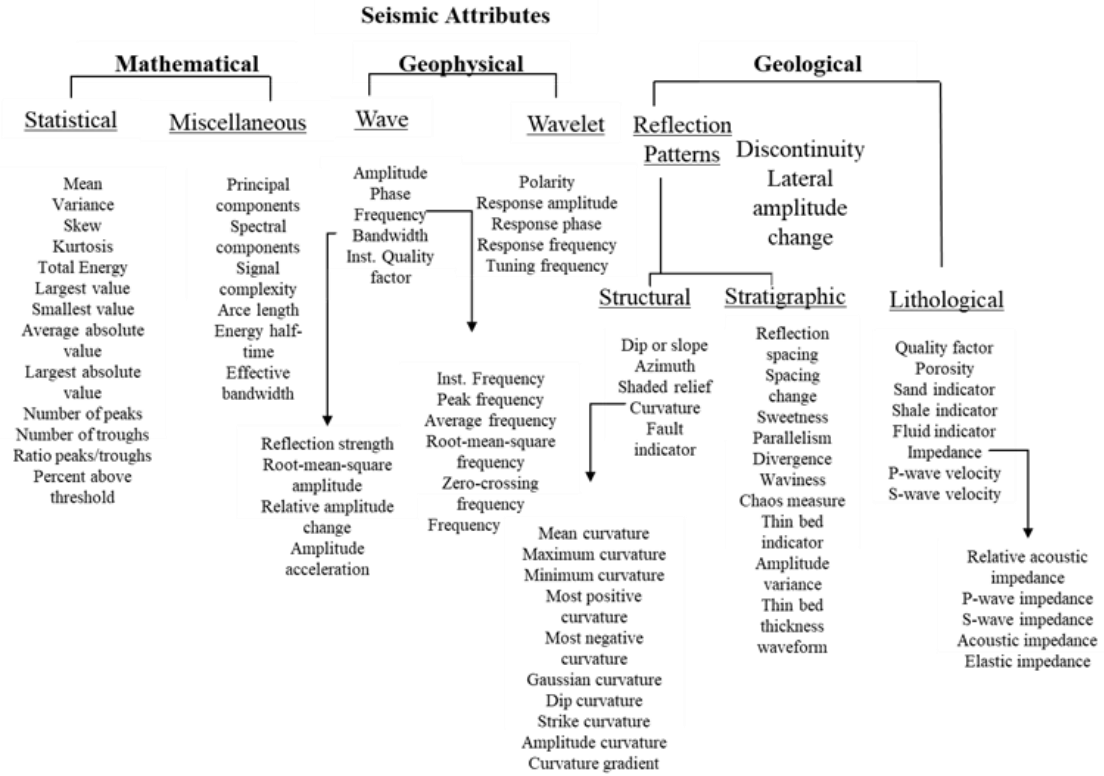 Seismic Attributes
Mathematical
Geophysical
Geological
Statistical
Miscellaneous
Wave
Wavelet
Reflection
Patterns
Discontinuity
Lateral
amplitude
change
Mean
Variance
Skew
Kurtosis
Total Energy
Largest value
Smallest value
Average absolute
value
Largest absolute
value
Number of peaks
Number of troughs
Ratio peaks/troughs
Percent above
threshold
Principal
components
Spectral
components
Signal
complexity
Arce length
Energy half-
time
Effective
bandwidth
Amplitude
Phase
Frequency
Bandwidth
Inst. Quality
factor
Polarity
Response amplitude
Response phase
Response frequency
Tuning frequency
Reflection strength
Root-mean-square
amplitude
Relative amplitude
change
Amplitude
acceleration
Inst. Frequency
Peak frequency
Average frequency
Root-mean-square
frequency
Zero-crossing
frequency
Frequency
Structural
Stratigraphic
Lithological
Dip or slope
Azimuth
Shaded relief
Curvature
Fault
indicator
Mean curvature
Maximum curvature
Minimum curvature
Most positive
curvature
Most negative
curvature
Gaussian curvature
Dip curvature
Strike curvature
Amplitude curvature
Curvature gradient
Reflection
spacing
Spacing
change
Sweetness
Parallelism
Divergence
Waviness
Chaos measure
Thin bed
indicator
Amplitude
variance
Thin bed
thickness
waveform
Quality factor
Porosity
Sand indicator
Shale indicator
Fluid indicator
Impedance
P-wave velocity
S-wave velocity
Relative acoustic
impedance
P-wave impedance
S-wave impedance
Acoustic impedance
Elastic impedance